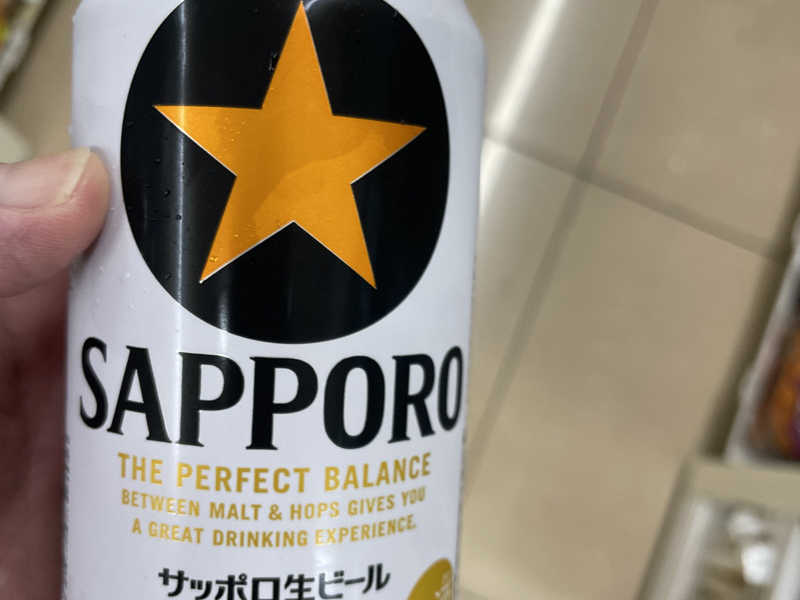 SAPPORO
THE PERFECT BALANCE
BETWEEN MALT & HOPS GIVES YOU
A GREAT DRINKING EXPERIENCE.
サッポロ生ビール